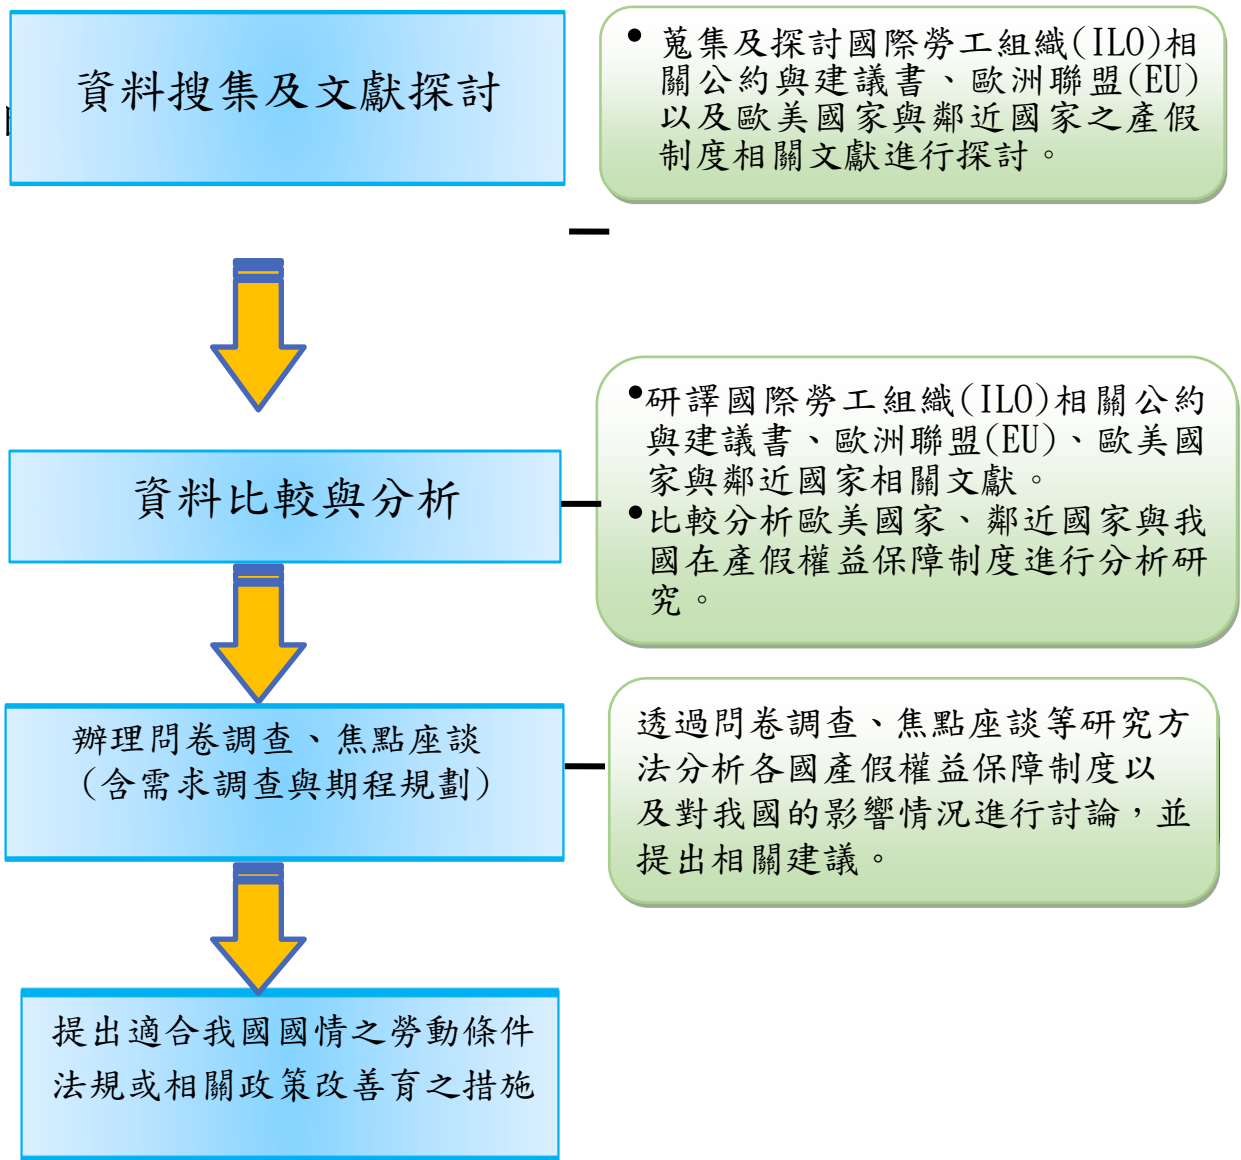 資料搜集及文獻探討
• 蒐集及探討國際勞工組織(ILO)相
關公約與建議書、歐洲聯盟(EU)
以及歐美國家與鄰近國家之產假
制度相關文獻進行探討。
資料比較與分析
•研譯國際勞工組織(ILO)相關公約
與建議書、歐洲聯盟(EU)、歐美國
家與鄰近國家相關文獻。
•比較分析歐美國家、鄰近國家與我
國在產假權益保障制度進行分析研
究。
辦理問卷調查、焦點座談
(含需求調查與期程規劃)
透過問卷調查、焦點座談等研究方
法分析各國產假權益保障制度以
及對我國的影響情況進行討論，並
提出相關建議。
提出適合我國國情之勞動條件
法規或相關政策改善育之措施